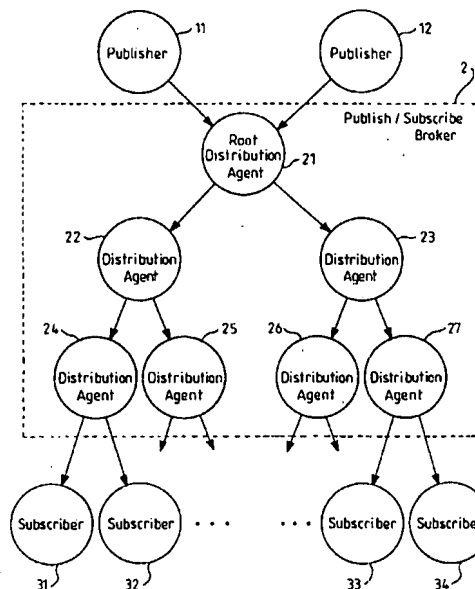 11
12
Publisher
Publisher
2
Publish / Subscribe
Broker
Root
Distribution
Agent
21
22
23
Distribution
Agent
Distribution
Agent
24
25
26
27
Distribution
Agent
Distribution
Agent
Distribution
Agent
Distribution
Agent
Subscriber
Subscriber
. . .
. . .
Subscriber
Subscribe
31
32
33
34